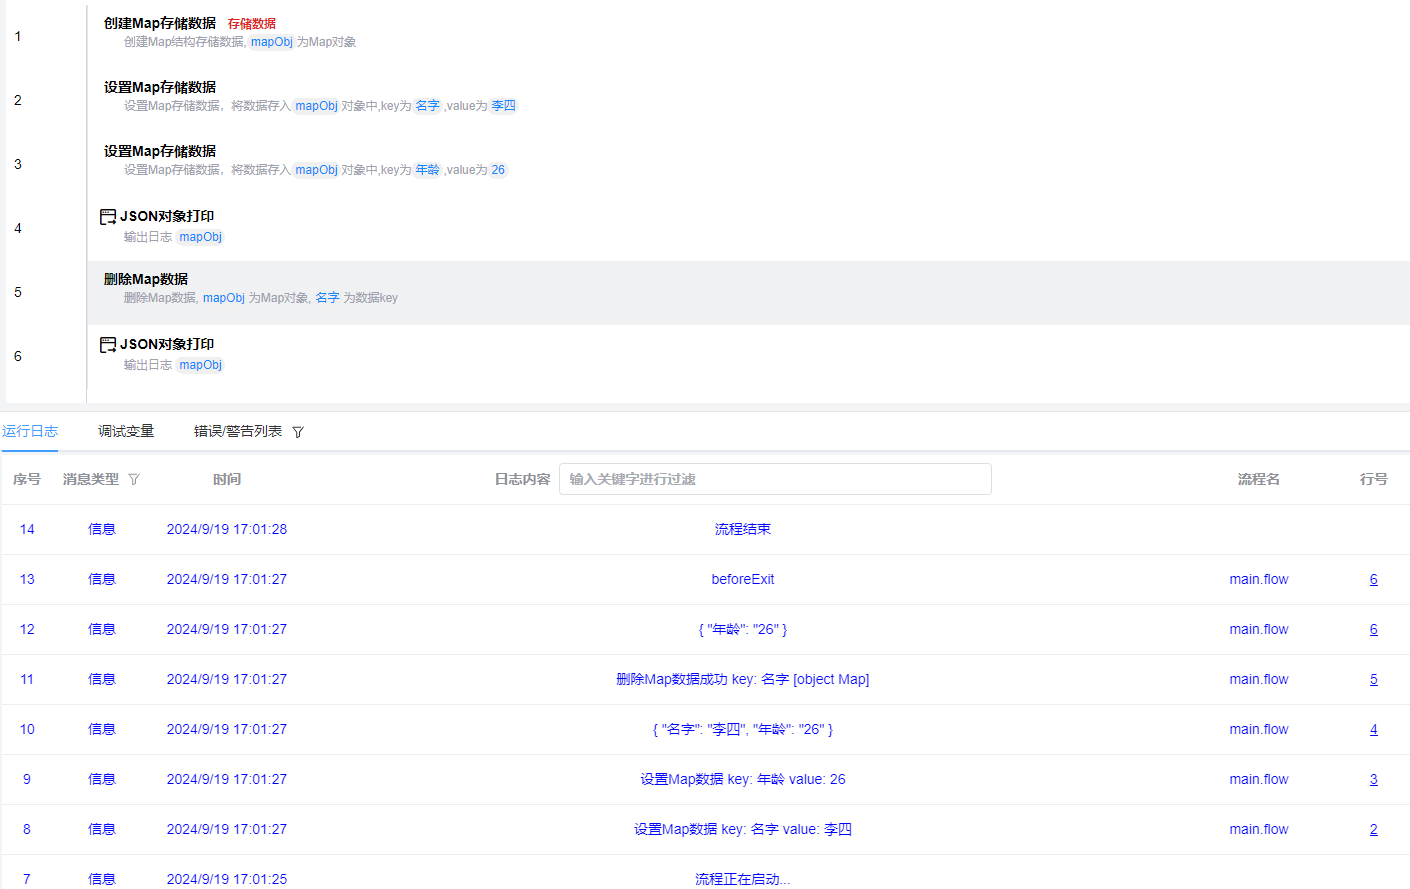 1
创建Map存储数据 存储数据
创建Map结构存储数据, mapObj 为Map对象
2
设置Map存储数据
设置Map存储数据，将数据存入 mapObj 对象中,key为 名字 ,value为 李四
3
设置Map存储数据
设置Map存储数据，将数据存入 mapObj 对象中,key为 年龄 ,value为 26
4
JSON对象打印
输出日志 mapObj
5
删除Map数据
删除Map数据, mapObj 为Map对象, 名字 为数据key
6
JSON对象打印
输出日志 mapObj
运行日志 调试变量 错误/警告列表
序号 消息类型 时间 日志内容 输入关键字进行过滤 流程名 行号
14 信息 2024/9/19 17:01:28 流程结束
13 信息 2024/9/19 17:01:27 beforeExit main.flow 6
12 信息 2024/9/19 17:01:27 { "年龄": "26" } main.flow 6
11 信息 2024/9/19 17:01:27 删除Map数据成功 key: 名字 [object Map] main.flow 5
10 信息 2024/9/19 17:01:27 { "名字": "李四", "年龄": "26" } main.flow 4
9 信息 2024/9/19 17:01:27 设置Map数据 key: 年龄 value: 26 main.flow 3
8 信息 2024/9/19 17:01:27 设置Map数据 key: 名字 value: 李四 main.flow 2
7 信息 2024/9/19 17:01:25 流程正在启动...